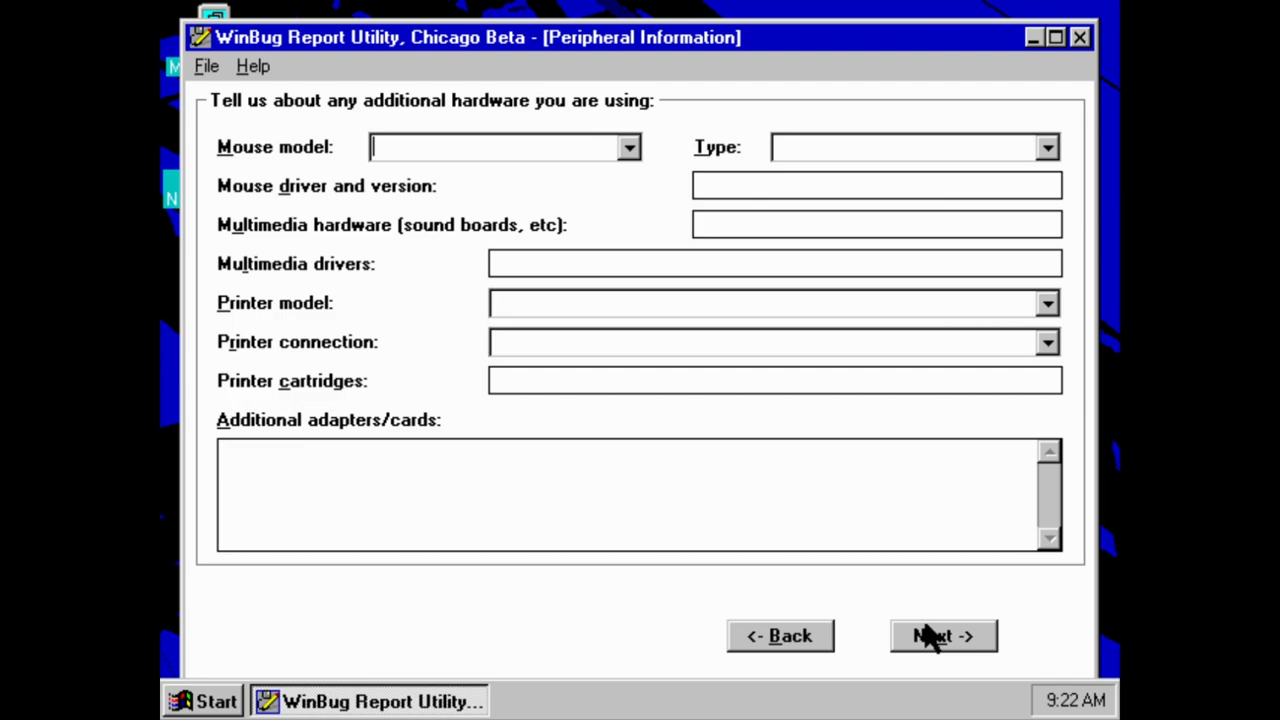 WinBug Report Utility, Chicago Beta - [Peripheral Information]
File Help
M
N
Tell us about any additional hardware you are using:
Mouse model: Type:
Mouse driver and version:
Multimedia hardware (sound boards, etc):
Multimedia drivers:
Printer model:
Printer connection:
Printer cartridges:
Additional adapters/cards:
<- Back Next ->
Start WinBug Report Utility... 9:22 AM